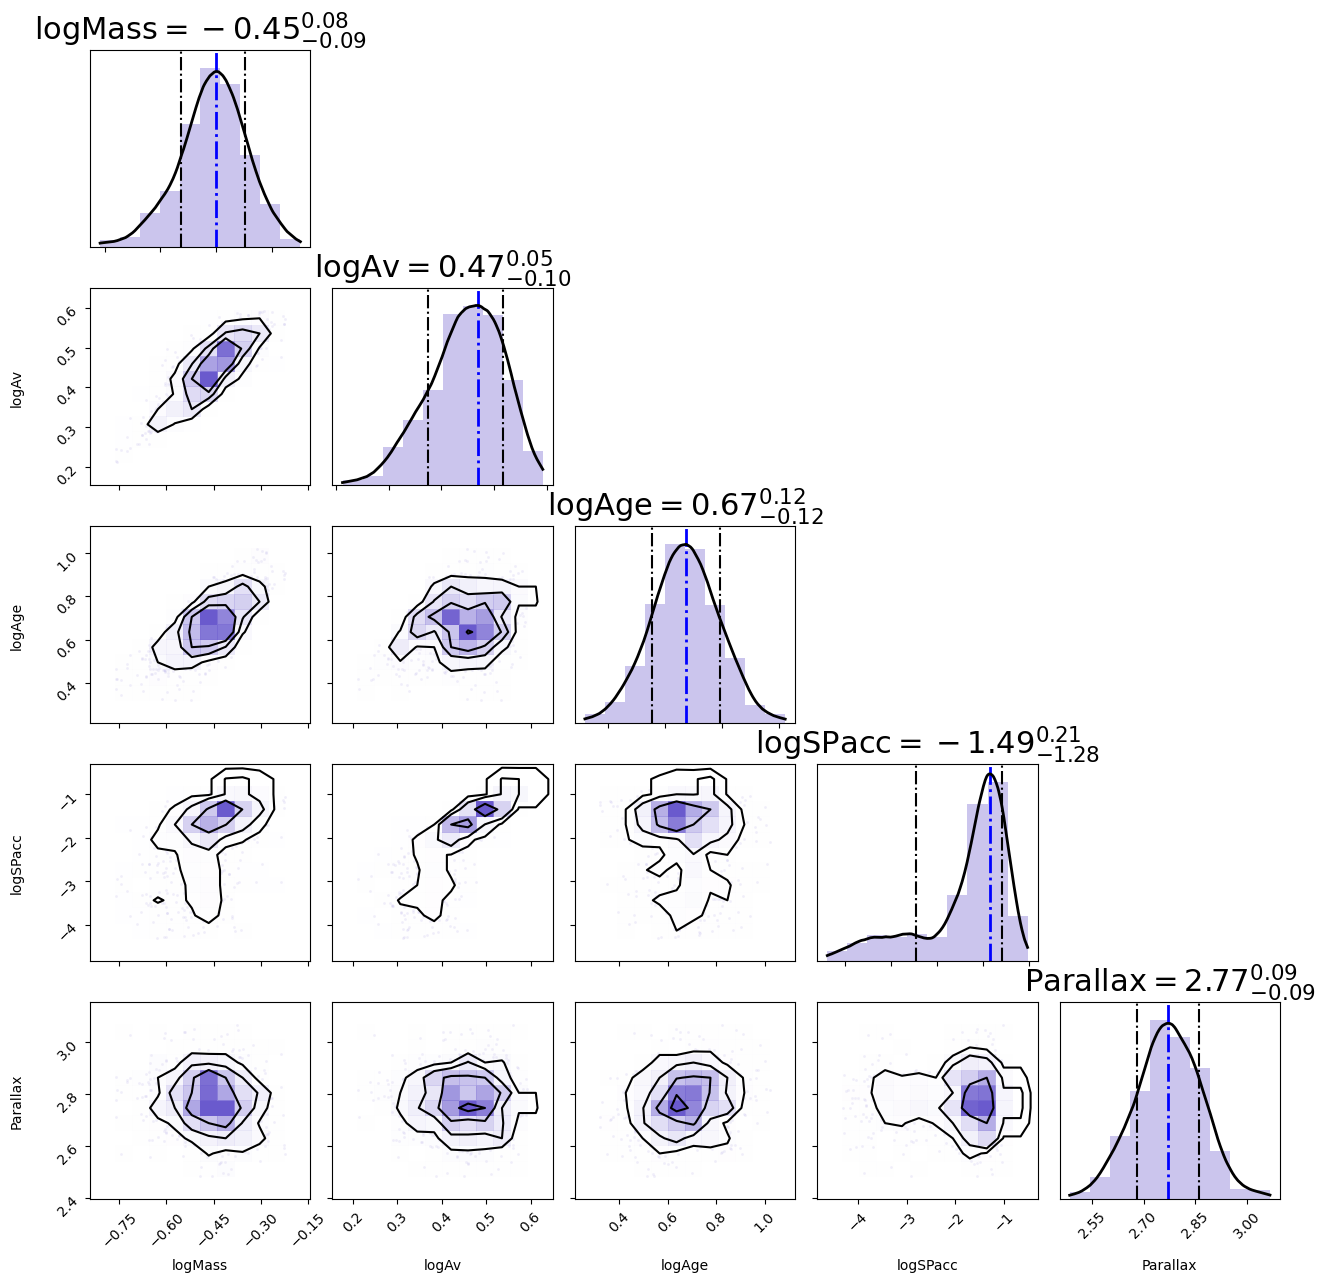 logMass = −0.45 0.08 −0.09
logAv = 0.47 0.05 −0.10
0.6
0.5
0.4
0.3
0.2
logAv
logAge = 0.67 0.12 −0.12
1.0
0.8
0.6
0.4
logAge
logSPacc = −1.49 0.21 −1.28
−1
−2
−3
−4
logSPacc
Parallax = 2.77 0.09 −0.09
3.0
2.8
2.6
2.4
Parallax
−0.75 −0.60 −0.45 −0.30 −0.15
0.2 0.3 0.4 0.5 0.6
0.4 0.6 0.8 1.0
−4 −3 −2 −1
2.55 2.70 2.85 3.00
logMass logAv logAge logSPacc Parallax